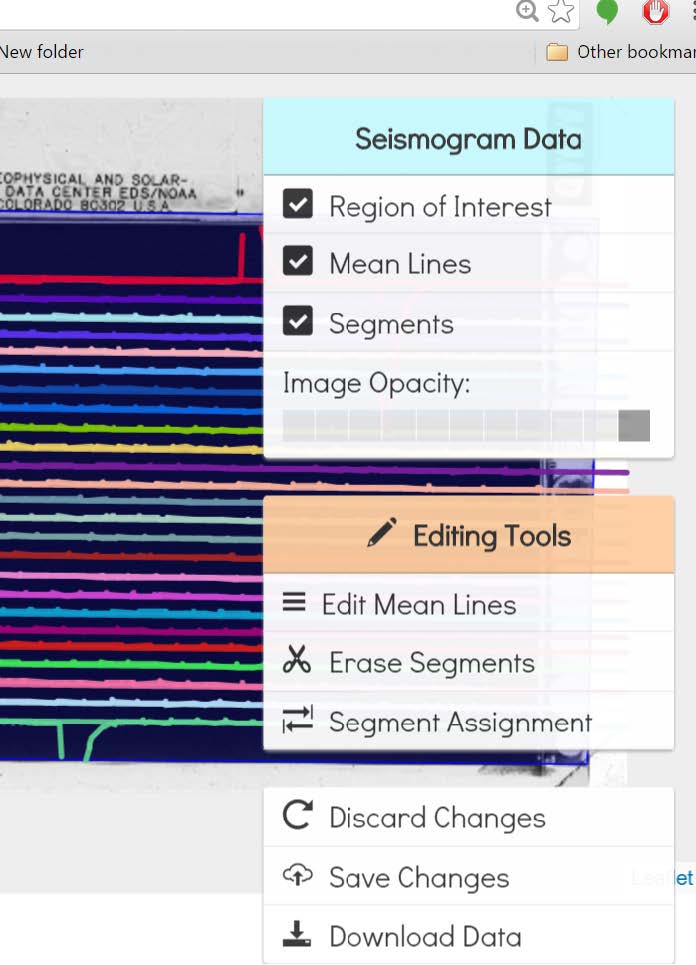 New folder
Other bookmar
Seismogram Data
Region of Interest
OPHYSICAL AND SOLAR-
DATA CENTER EDS/NOAA
COLORADO 80302 U.S.A.
Mean Lines
Segments
Image Opacity:
Editing Tools
Edit Mean Lines
Erase Segments
Segment Assignment
Discard Changes
Save Changes
Leaflet
Download Data